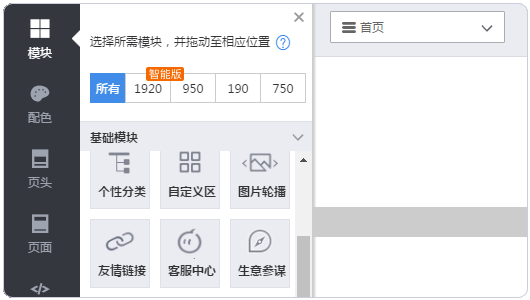 模块
配色
页头
页面
选择所需模块，并拖动至相应位置 ?
智能版
所有 1920 950 190 750
基础模块
个性分类 自定义区 图片轮播
友情链接 客服中心 生意参谋
首页